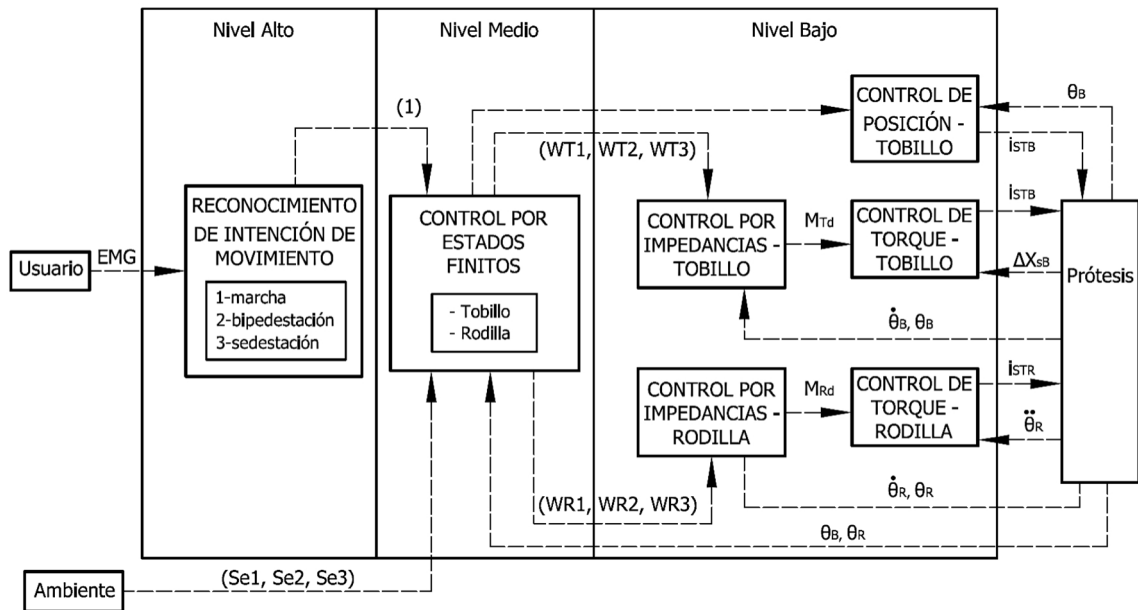 Nivel Alto
Nivel Medio
Nivel Bajo
(1)
(WT1, WT2, WT3)
CONTROL DE
POSICIÓN -
TOBILLO
θB
iSTB
RECONOCIMIENTO
DE INTENCIÓN DE
MOVIMIENTO
1-marcha
2-bipedestación
3-sedestación
Usuario
EMG
CONTROL POR
ESTADOS
FINITOS
- Tobillo
- Rodilla
CONTROL POR
IMPEDANCIAS -
TOBILLO
MTd
CONTROL DE
TORQUE -
TOBILLO
iSTB
ΔXsB
Prótesis
θ̇B, θB
CONTROL POR
IMPEDANCIAS -
RODILLA
MRd
CONTROL DE
TORQUE -
RODILLA
iSTR
θ̈R
(WR1, WR2, WR3)
θ̇R, θR
θB, θR
Ambiente
(Se1, Se2, Se3)